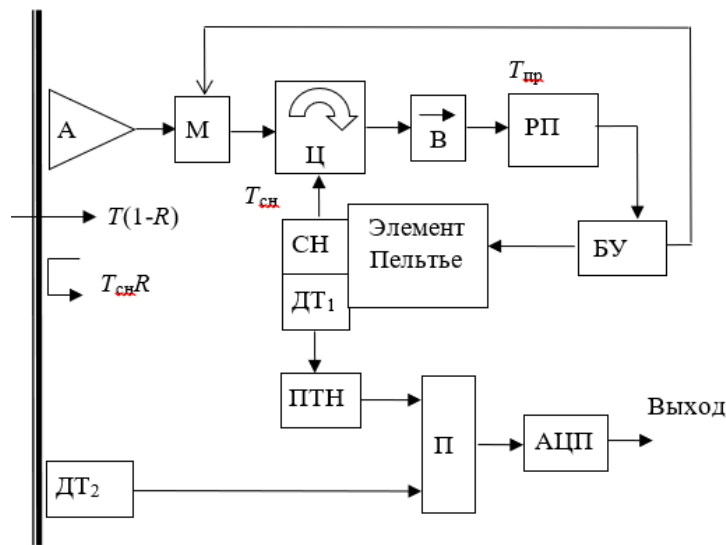 Tпр
А
М
Ц
В
РП
T(1-R)
Tсн
СН
Элемент
Пельтье
БУ
TснR
ДТ1
ПТН
П
АЦП
Выход
ДТ2